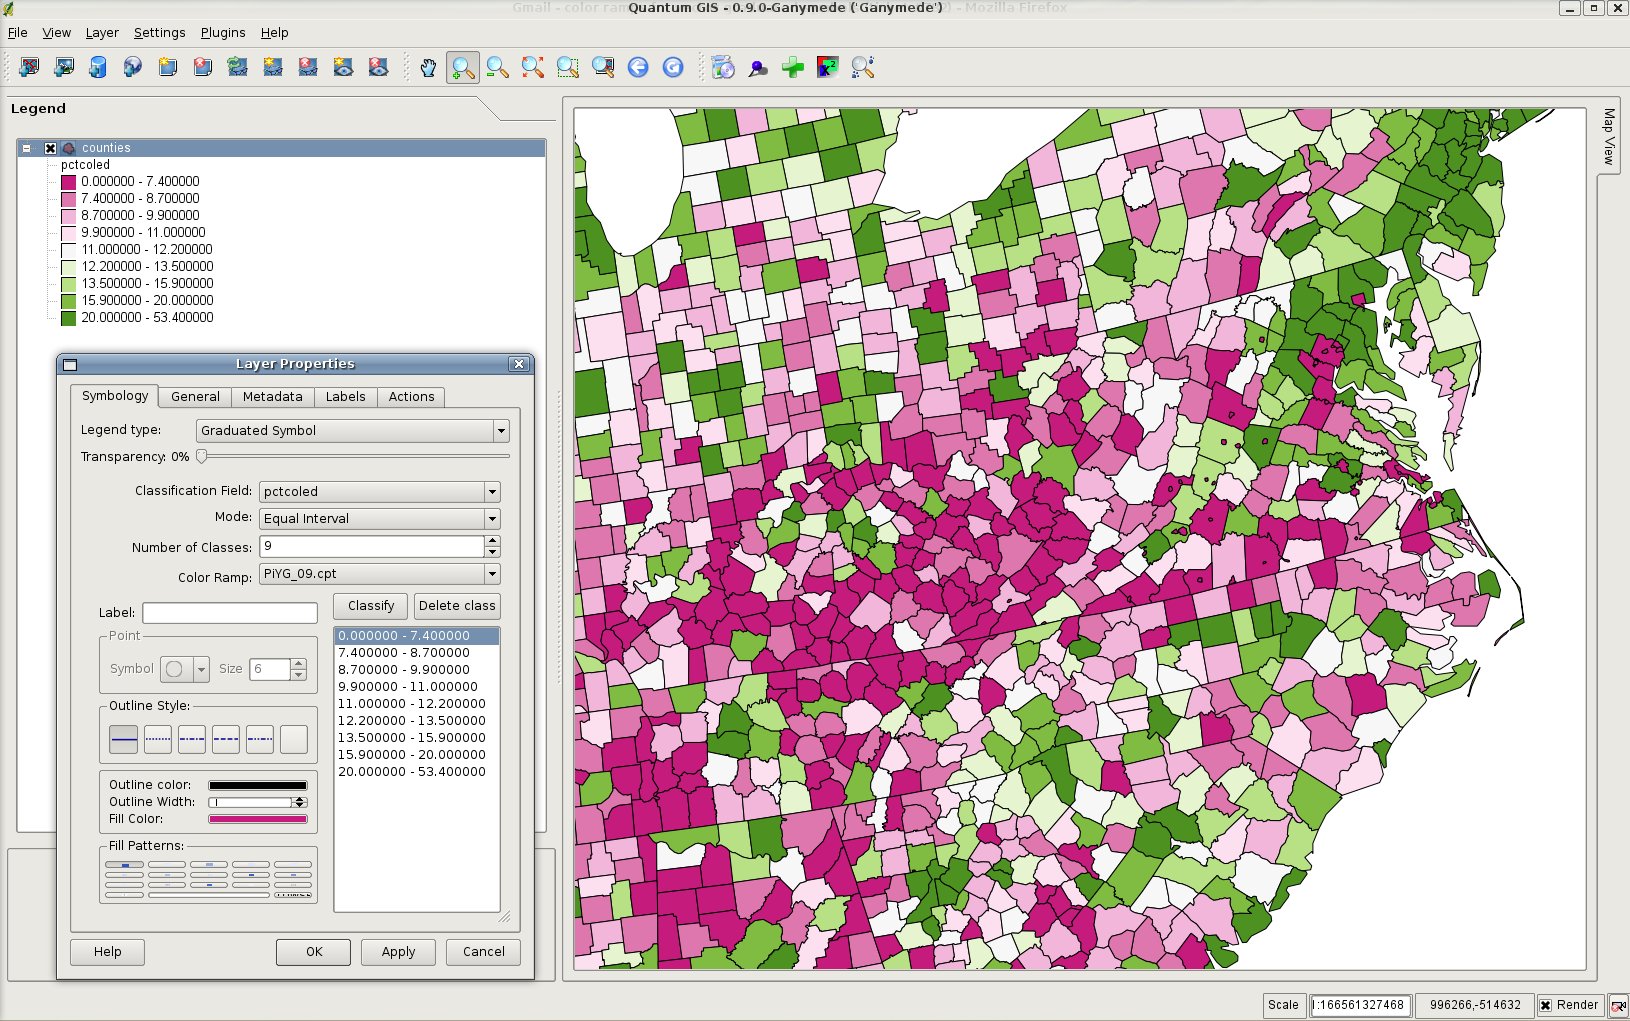 Gmail - color ram
Quantum GIS - 0.9.0-Ganymede ('Ganymede')
- Mozilla Firefox
File View Layer Settings Plugins Help
Legend
Map View
counties
pctcoled
0.000000 - 7.400000
7.400000 - 8.700000
8.700000 - 9.900000
9.900000 - 11.000000
11.000000 - 12.200000
12.200000 - 13.500000
13.500000 - 15.900000
15.900000 - 20.000000
20.000000 - 53.400000
Layer Properties
Symbology General Metadata Labels Actions
Legend type: Graduated Symbol
Transparency: 0%
Classification Field: pctcoled
Mode: Equal Interval
Number of Classes: 9
Color Ramp: PiYG_09.cpt
Label: Classify Delete class
Point
Symbol Size 6
Outline Style:
Outline color:
Outline Width:
Fill Color:
Fill Patterns:
0.000000 - 7.400000
7.400000 - 8.700000
8.700000 - 9.900000
9.900000 - 11.000000
11.000000 - 12.200000
12.200000 - 13.500000
13.500000 - 15.900000
15.900000 - 20.000000
20.000000 - 53.400000
Help OK Apply Cancel
Scale 1:166561327468 996266,-514632 Render